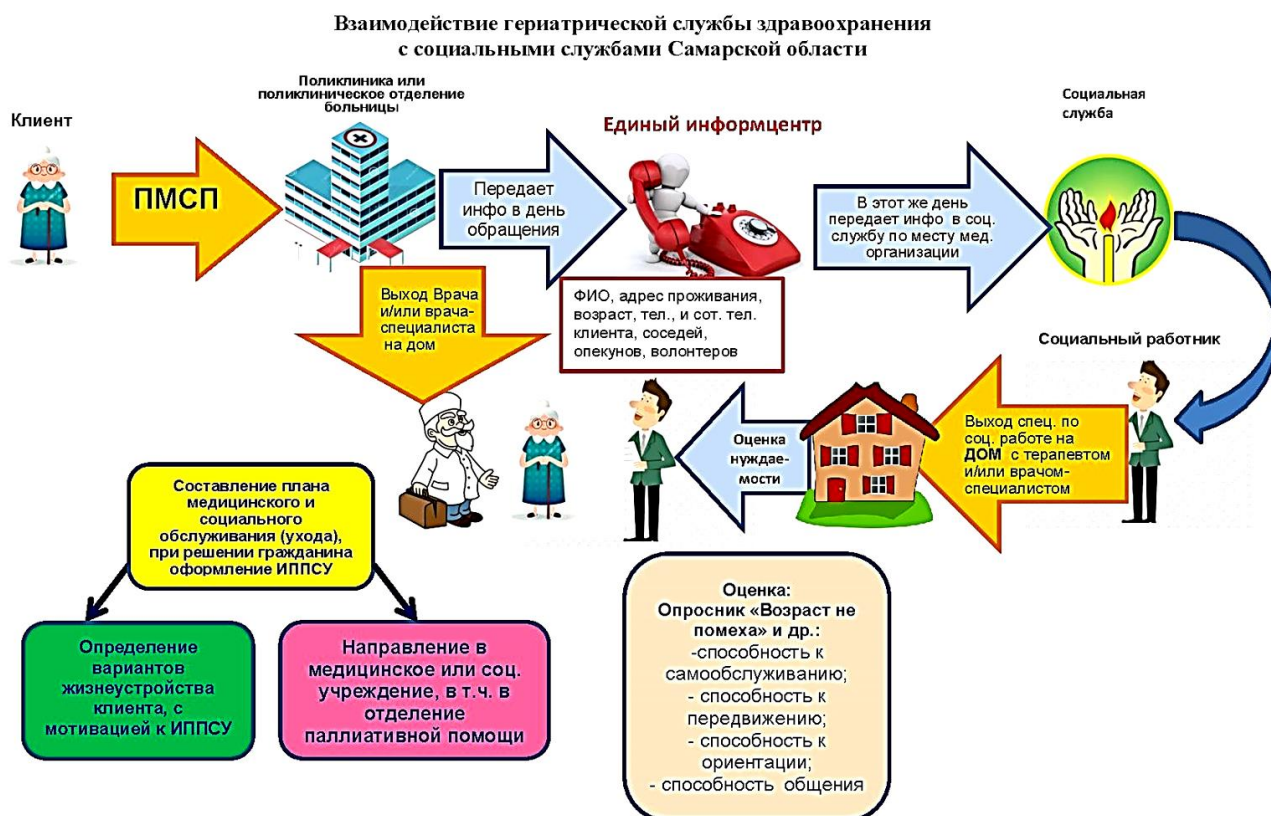 Взаимодействие гериатрической службы здравоохранения
с социальными службами Самарской области
Клиент
ПМСП
Поликлиника или
поликлиническое отделение
больницы
Передает
инфо в день
обращения
Единый информцентр
ФИО, адрес проживания,
возраст, тел., и сот. тел.
клиента, соседей,
опекунов, волонтеров
В этот же день
передает инфо в соц.
службу по месту мед.
организации
Социальная
служба
Выход Врача
и/или врача-
специалиста
на дом
Социальный работник
Выход спец. по
соц. работе на
ДОМ с терапевтом
и/или врачом-
специалистом
Оценка
нуждае-
мости
Составление плана
медицинского и
социального
обслуживания (ухода),
при решении гражданина
оформление ИППСУ
Определение
вариантов
жизнеустройства
клиента, с
мотивацией к ИППСУ
Направление в
медицинское или соц.
учреждение, в т.ч. в
отделение
паллиативной помощи
Оценка:
Опросник «Возраст не
помеха» и др.:
-способность к
самообслуживанию;
- способность к
передвижению;
- способность к
ориентации;
- способность общения